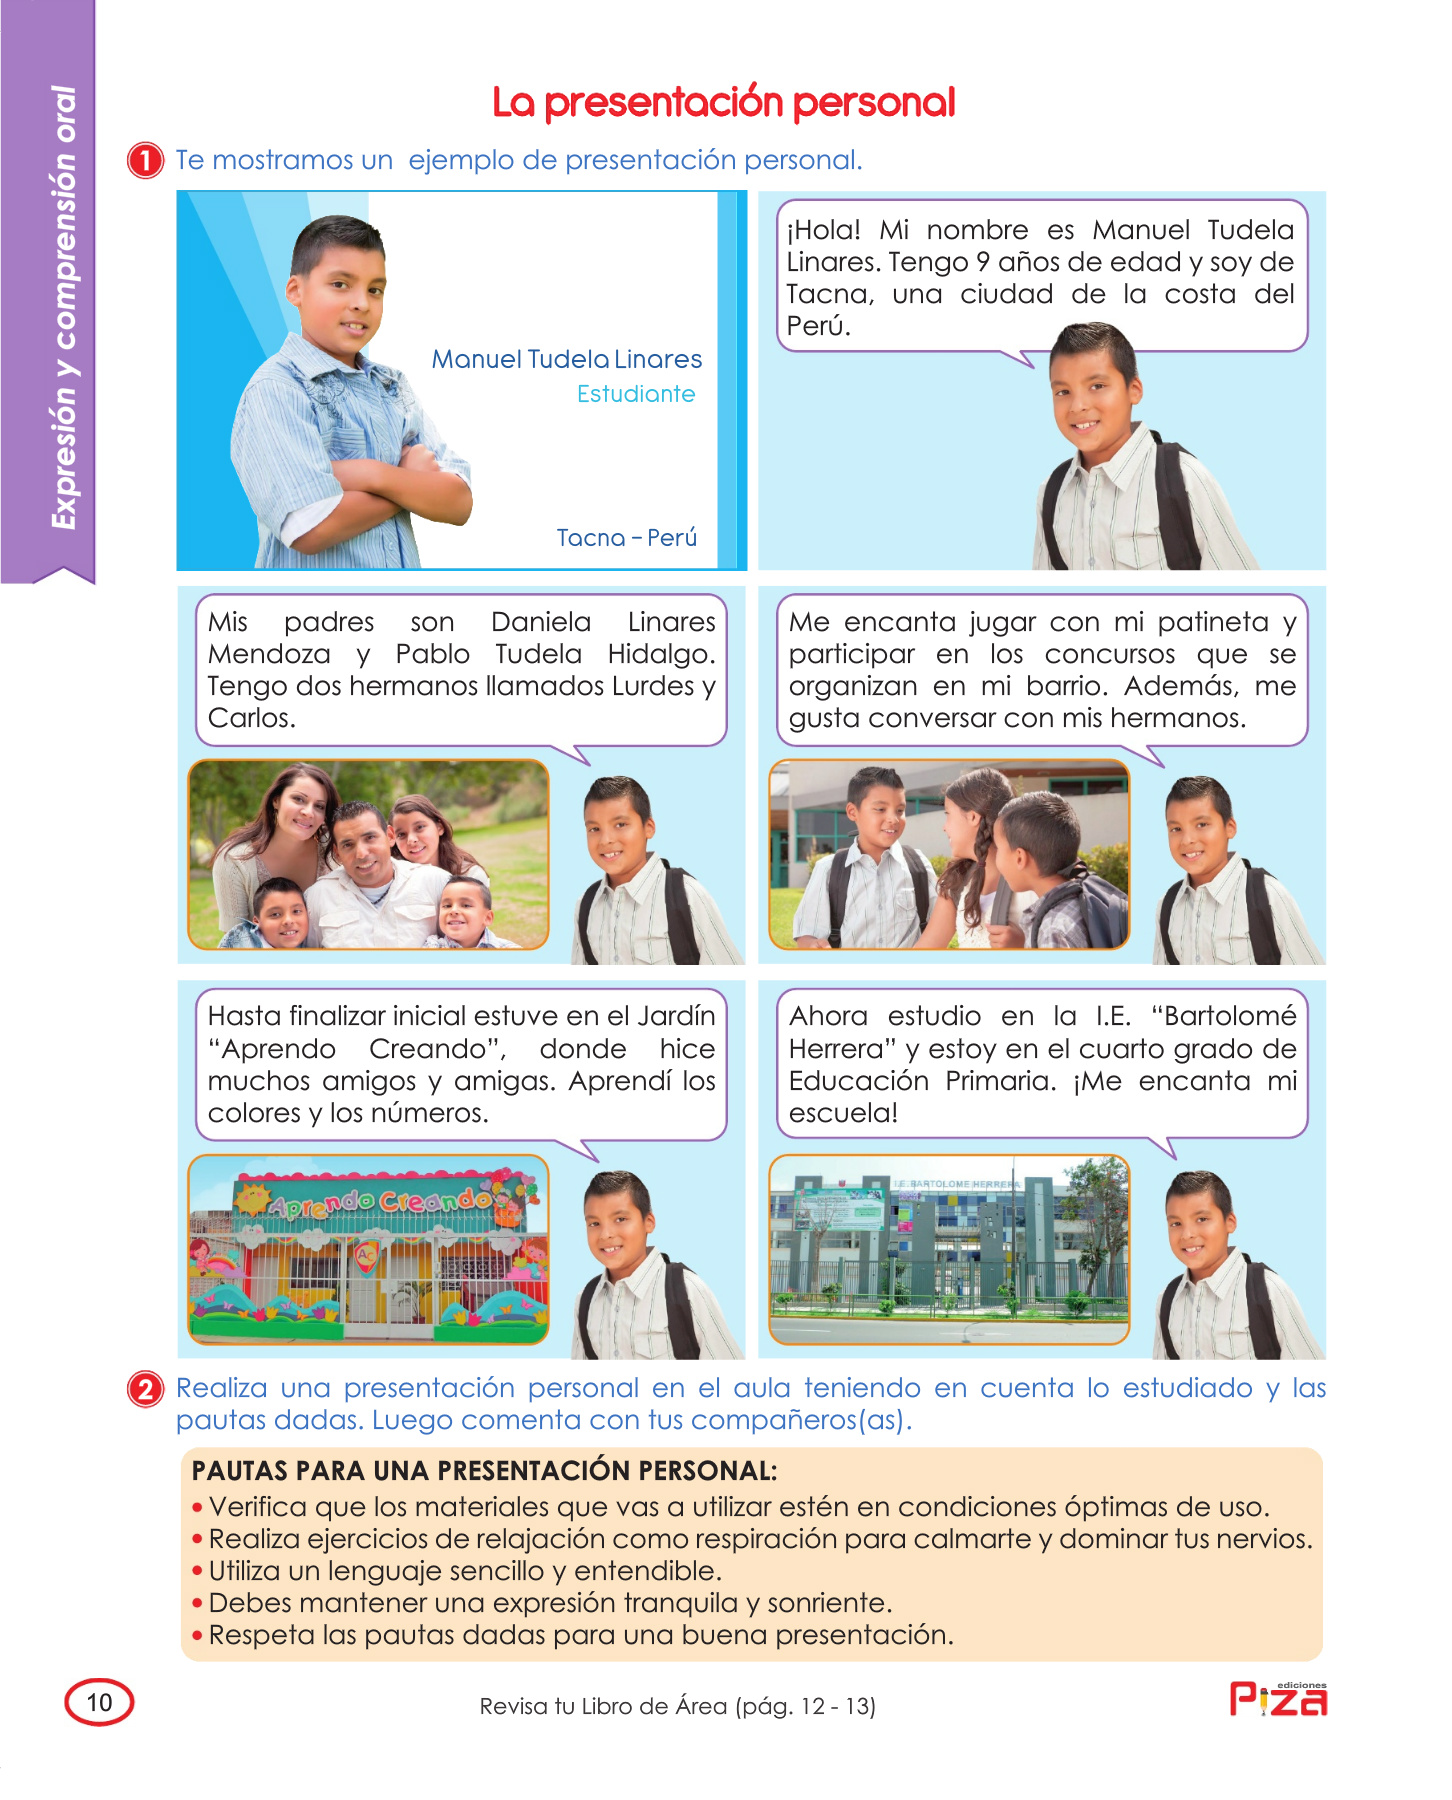 Expresión y comprensión oral
La presentación personal
1 Te mostramos un ejemplo de presentación personal.
Manuel Tudela Linares
Estudiante
Tacna – Perú
¡Hola! Mi nombre es Manuel Tudela
Linares. Tengo 9 años de edad y soy de
Tacna, una ciudad de la costa del
Perú.
Mis padres son Daniela Linares
Mendoza y Pablo Tudela Hidalgo.
Tengo dos hermanos llamados Lurdes y
Carlos.
Me encanta jugar con mi patineta y
participar en los concursos que se
organizan en mi barrio. Además, me
gusta conversar con mis hermanos.
Hasta finalizar inicial estuve en el Jardín
“Aprendo Creando”, donde hice
muchos amigos y amigas. Aprendí los
colores y los números.
Aprendo Creando
AC
Ahora estudio en la I.E. “Bartolomé
Herrera” y estoy en el cuarto grado de
Educación Primaria. ¡Me encanta mi
escuela!
I.E. BARTOLOME HERRERA
2 Realiza una presentación personal en el aula teniendo en cuenta lo estudiado y las
pautas dadas. Luego comenta con tus compañeros(as).
PAUTAS PARA UNA PRESENTACIÓN PERSONAL:
• Verifica que los materiales que vas a utilizar estén en condiciones óptimas de uso.
• Realiza ejercicios de relajación como respiración para calmarte y dominar tus nervios.
• Utiliza un lenguaje sencillo y entendible.
• Debes mantener una expresión tranquila y sonriente.
• Respeta las pautas dadas para una buena presentación.
10
Revisa tu Libro de Área (pág. 12 - 13)
ediciones
Piza